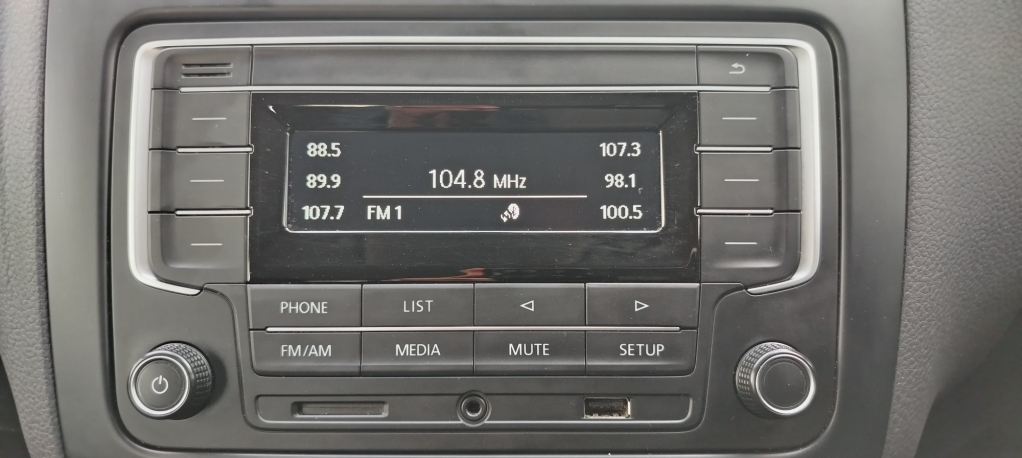 88.5 107.3
89.9 104.8 MHz 98.1
107.7 FM 1 100.5
PHONE LIST
FM/AM MEDIA MUTE SETUP